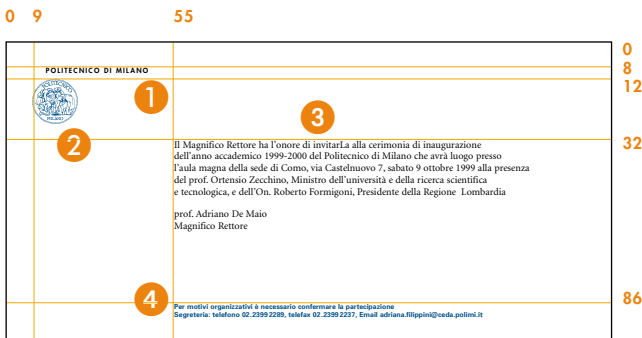 0 9 55
0
POLITECNICO DI MILANO
8
12
1
POLITECNICO
MILANO
3
32
2
Il Magnifico Rettore ha l'onore di invitarLa alla cerimonia di inaugurazione
dell'anno accademico 1999-2000 del Politecnico di Milano che avrà luogo presso
l'aula magna della sede di Como, via Castelnuovo 7, sabato 9 ottobre 1999 alla presenza
del prof. Ortensio Zecchino, Ministro dell'università e della ricerca scientifica
e tecnologica, e dell'On. Roberto Formigoni, Presidente della Regione Lombardia
prof. Adriano De Maio
Magnifico Rettore
4
86
Per motivi organizzativi è necessario confermare la partecipazione
Segreteria: telefono 02.23992289, telefax 02.23992237, Email adriana.filippini@ceda.polimi.it